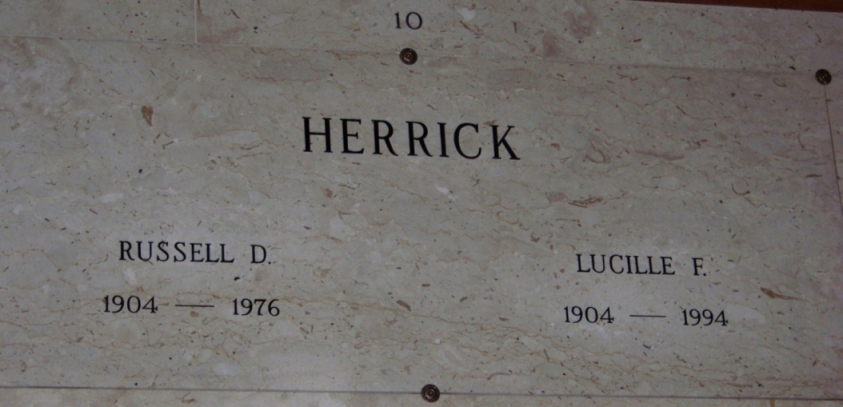 10
HERRICK
RUSSELL D.
1904 — 1976
LUCILLE F.
1904 — 1994